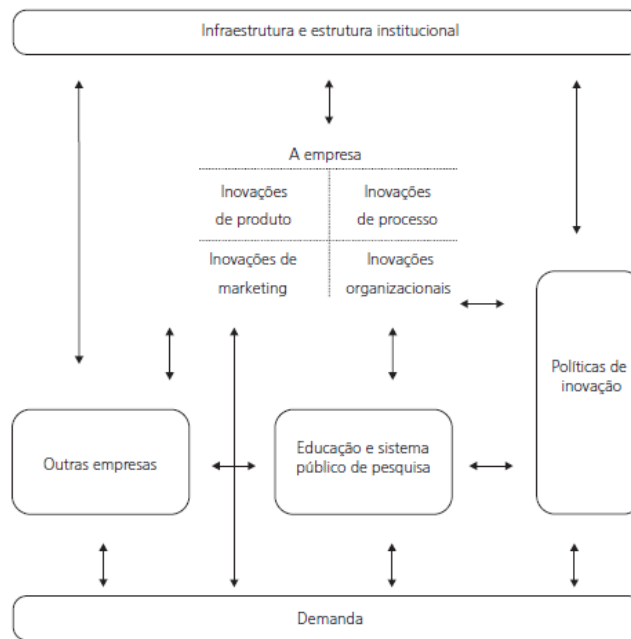 Infraestrutura e estrutura institucional
A empresa
Inovações
de produto
Inovações
de processo
Inovações de
marketing
Inovações
organizacionais
Políticas de
inovação
Outras empresas
Educação e sistema
público de pesquisa
Demanda